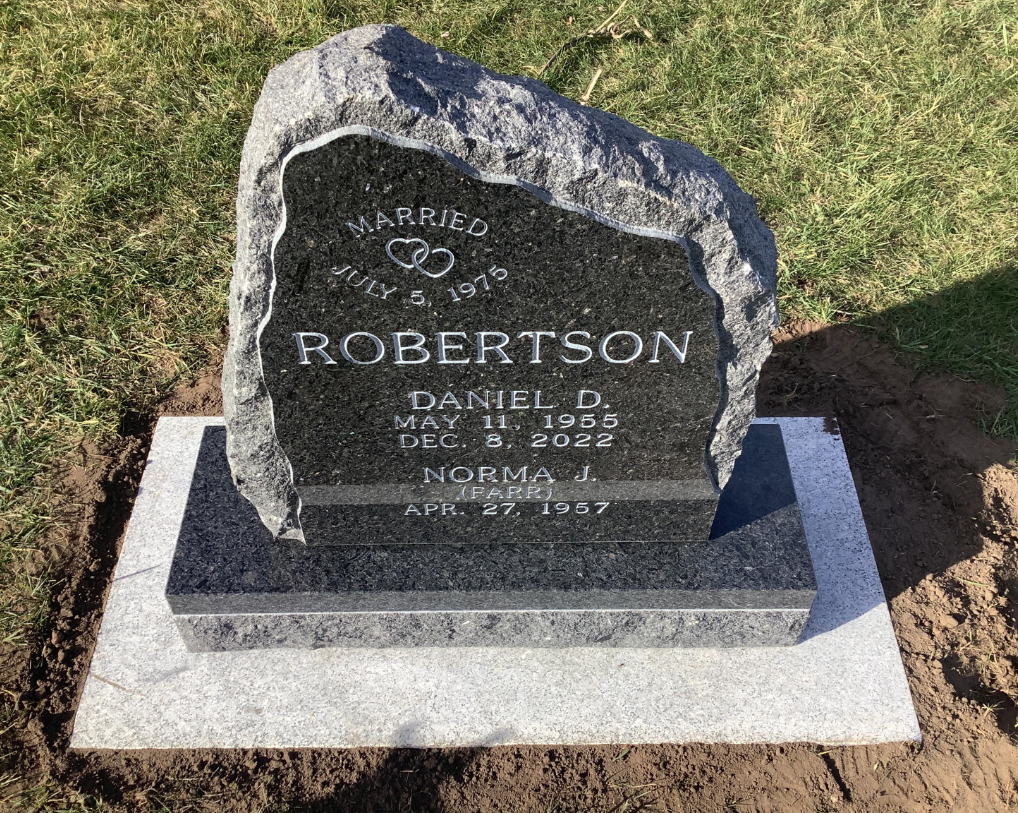 MARRIED
JULY 5, 1975
ROBERTSON
DANIEL D.
MAY 11, 1955
DEC. 8, 2022
NORMA J.
(FARR)
APR. 27, 1957